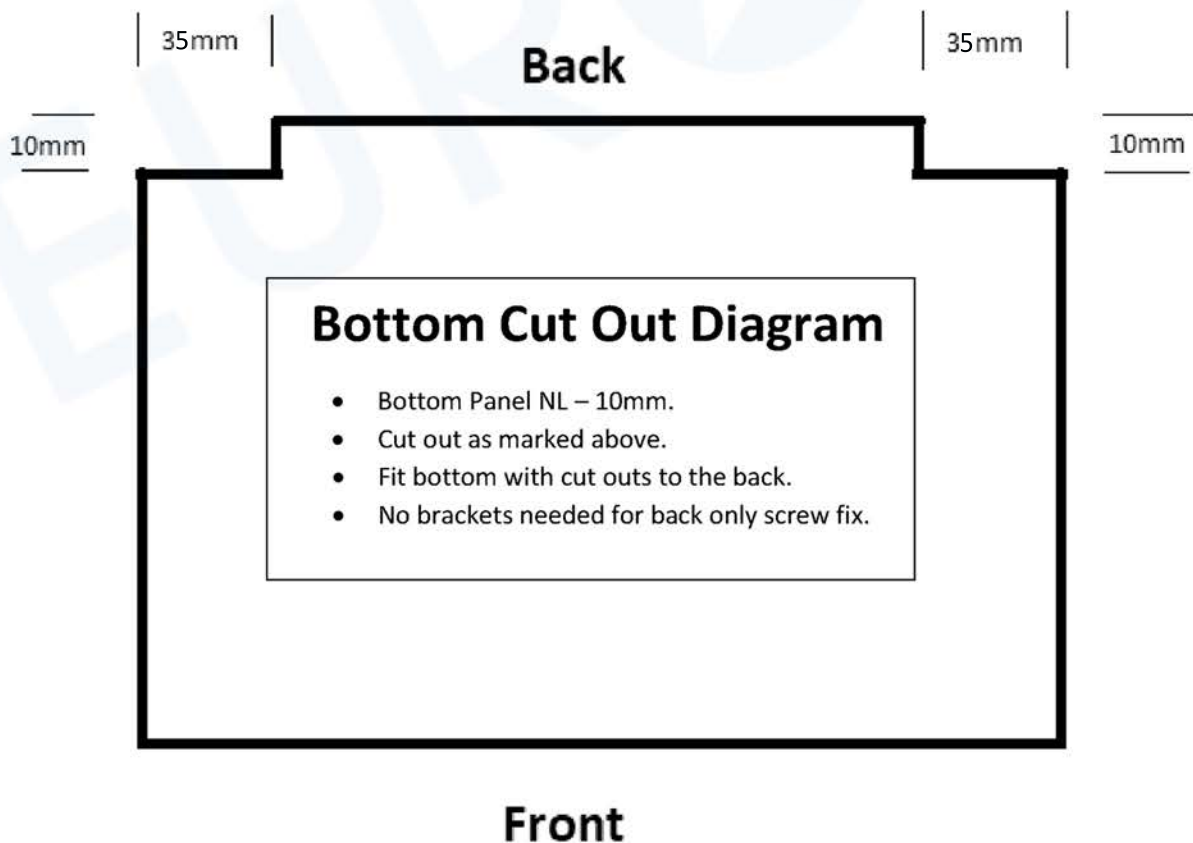 35mm
35mm
Back
10mm
10mm
Bottom Cut Out Diagram
• Bottom Panel NL – 10mm.
• Cut out as marked above.
• Fit bottom with cut outs to the back.
• No brackets needed for back only screw fix.
Front